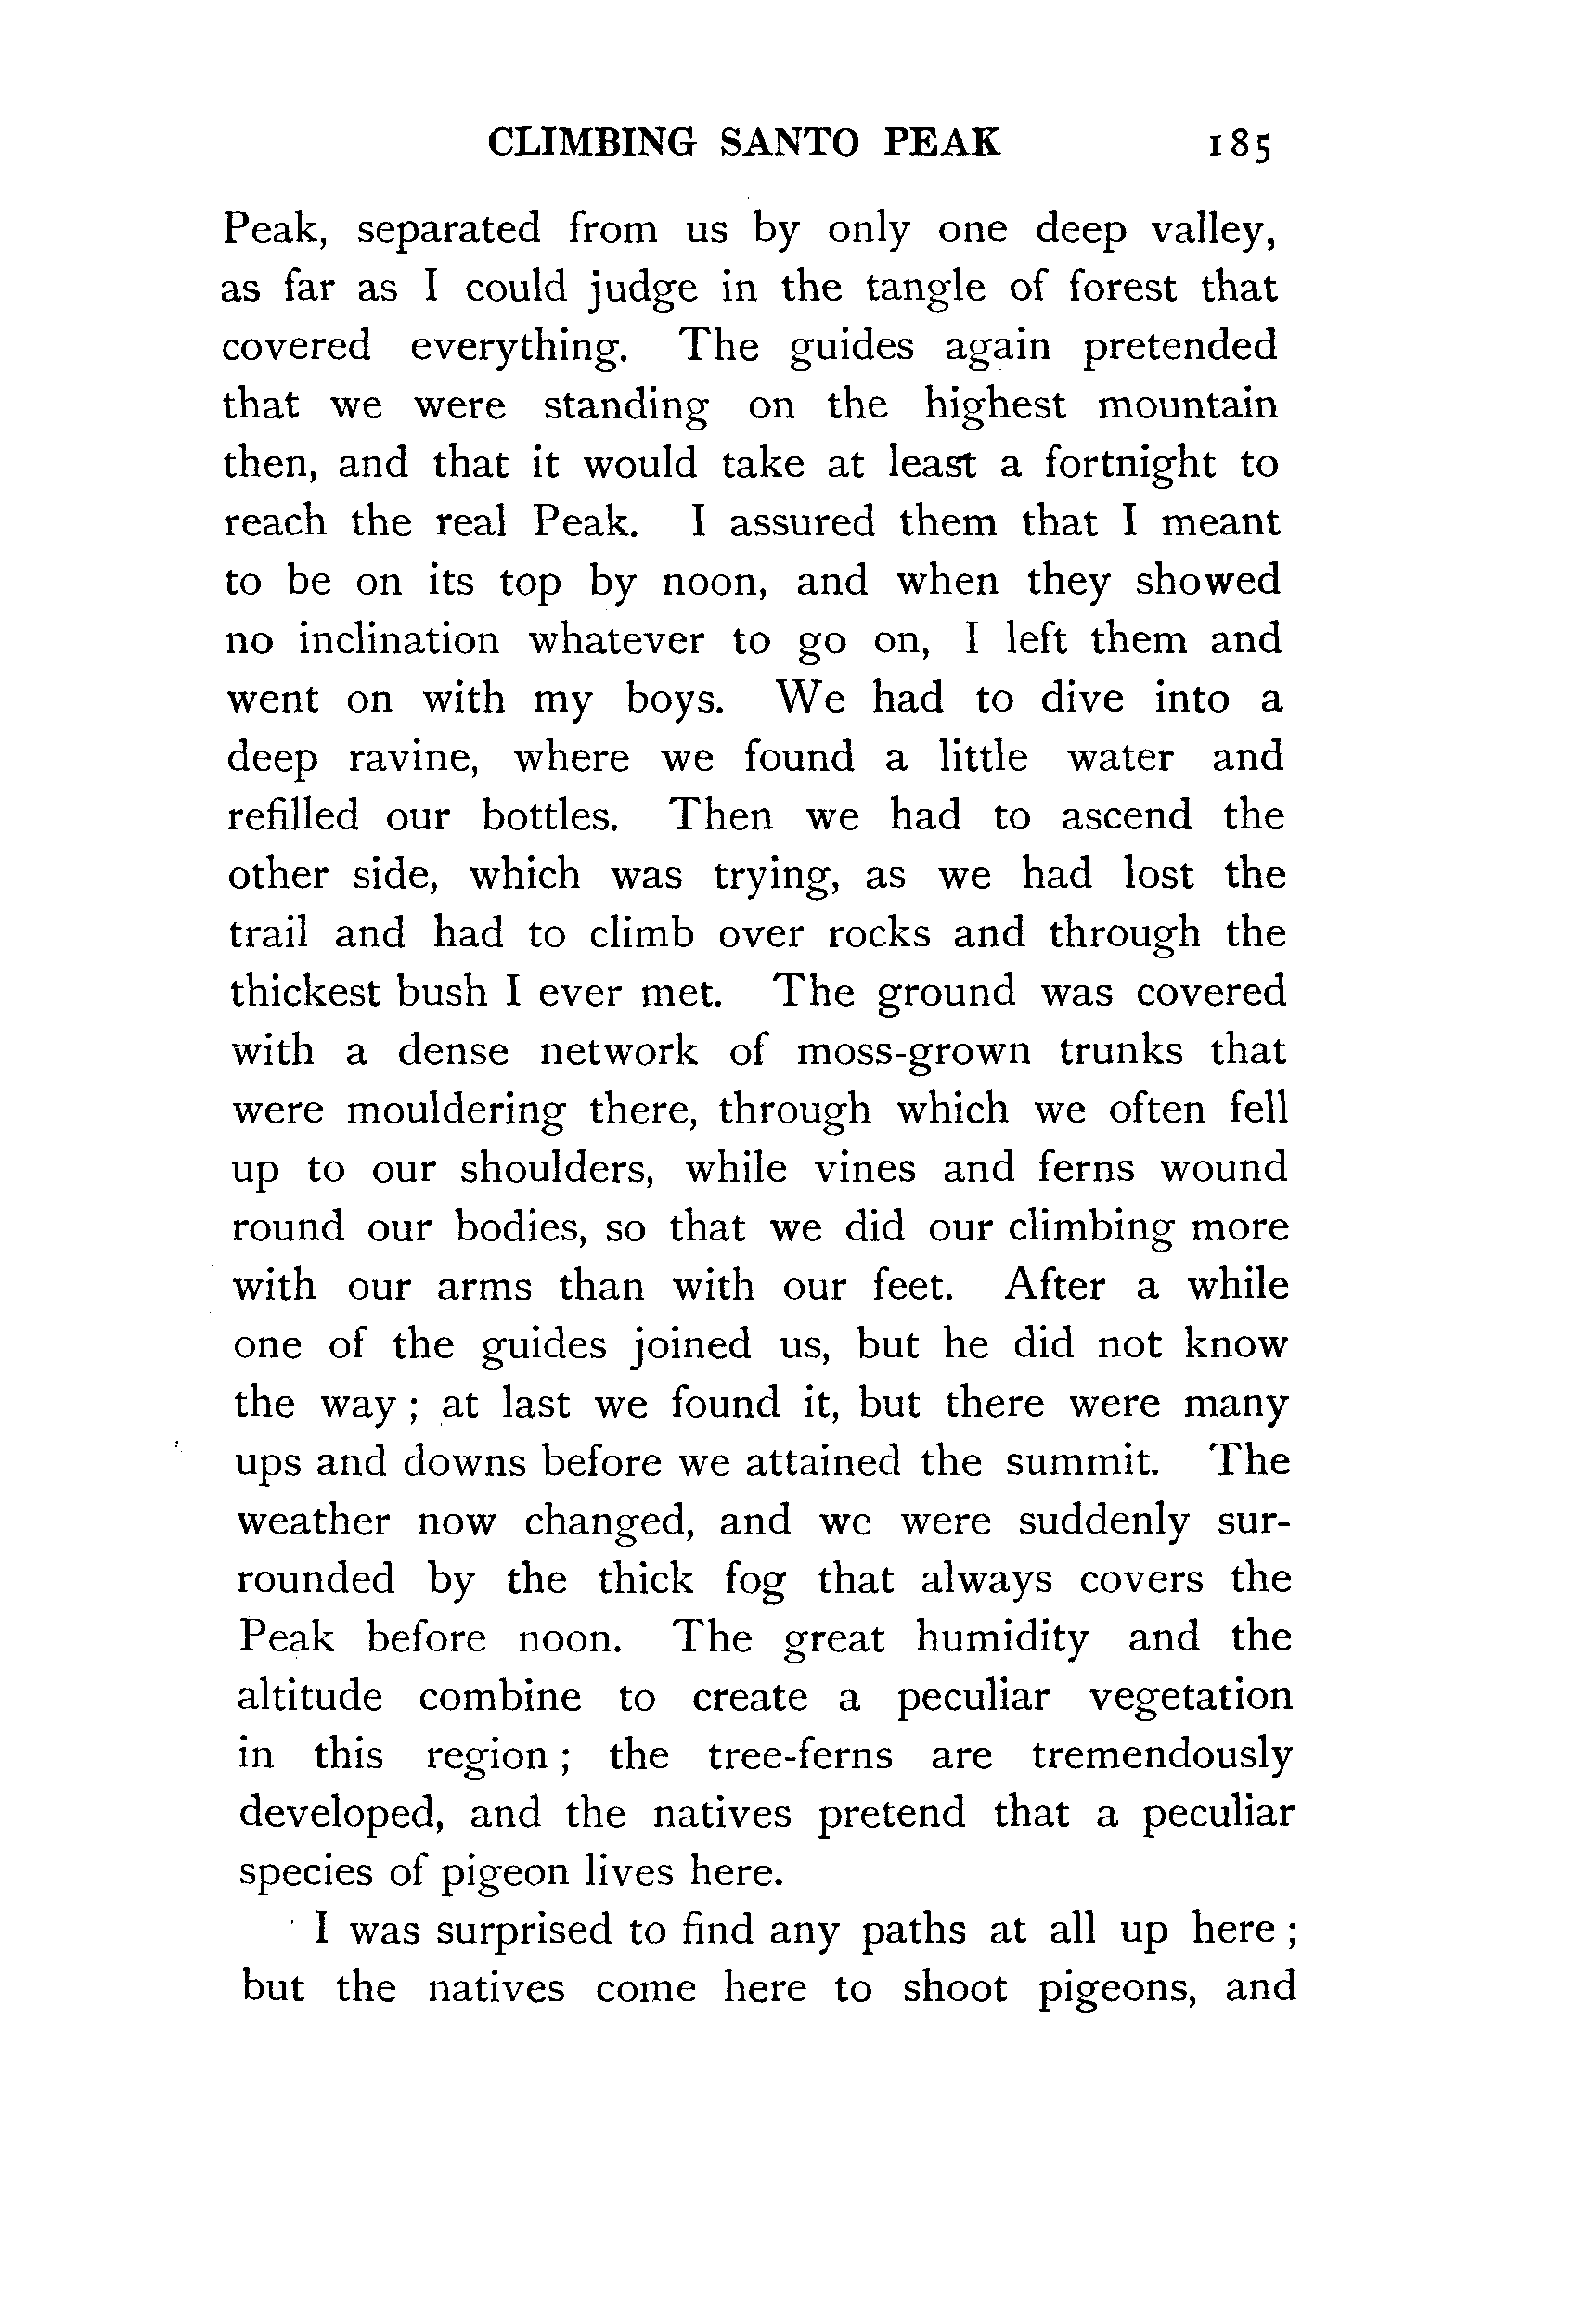 CLIMBING SANTO PEAK 185
Peak, separated from us by only one deep valley,
as far as I could judge in the tangle of forest that
covered everything. The guides again pretended
that we were standing on the highest mountain
then, and that it would take at least a fortnight to
reach the real Peak. I assured them that I meant
to be on its top by noon, and when they showed
no inclination whatever to go on, I left them and
went on with my boys. We had to dive into a
deep ravine, where we found a little water and
refilled our bottles. Then we had to ascend the
other side, which was trying, as we had lost the
trail and had to climb over rocks and through the
thickest bush I ever met. The ground was covered
with a dense network of moss-grown trunks that
were mouldering there, through which we often fell
up to our shoulders, while vines and ferns wound
round our bodies, so that we did our climbing more
with our arms than with our feet. After a while
one of the guides joined us, but he did not know
the way ; at last we found it, but there were many
ups and downs before we attained the summit. The
weather now changed, and we were suddenly sur-
rounded by the thick fog that always covers the
Peak before noon. The great humidity and the
altitude combine to create a peculiar vegetation
in this region ; the tree-ferns are tremendously
developed, and the natives pretend that a peculiar
species of pigeon lives here.
I was surprised to find any paths at all up here ;
but the natives come here to shoot pigeons, and